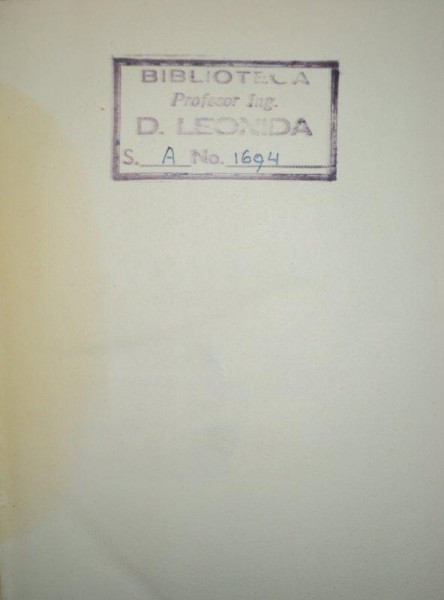 BIBLIOTECA
Profesor Ing.
D. LEONIDA
S. A No. 1694